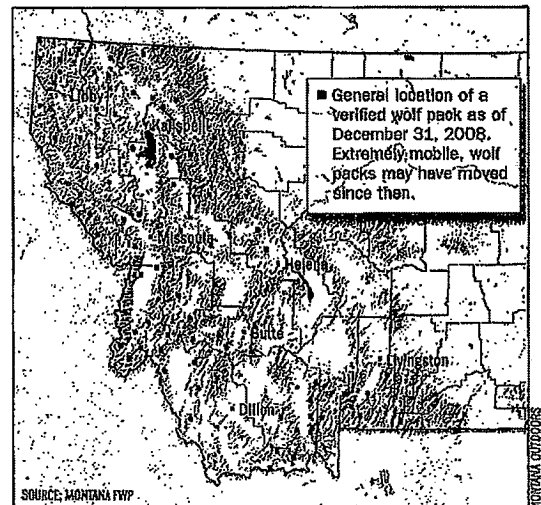 ■ General location of a
verified wolf pack as of
December 31, 2008.
Extremely mobile, wolf
packs may have moved
since then.
Libby
Kalispell
Missoula
Helena
Butte
Livingston
Dillon
SOURCE: MONTANA FWP
MONTANA OUTDOORS